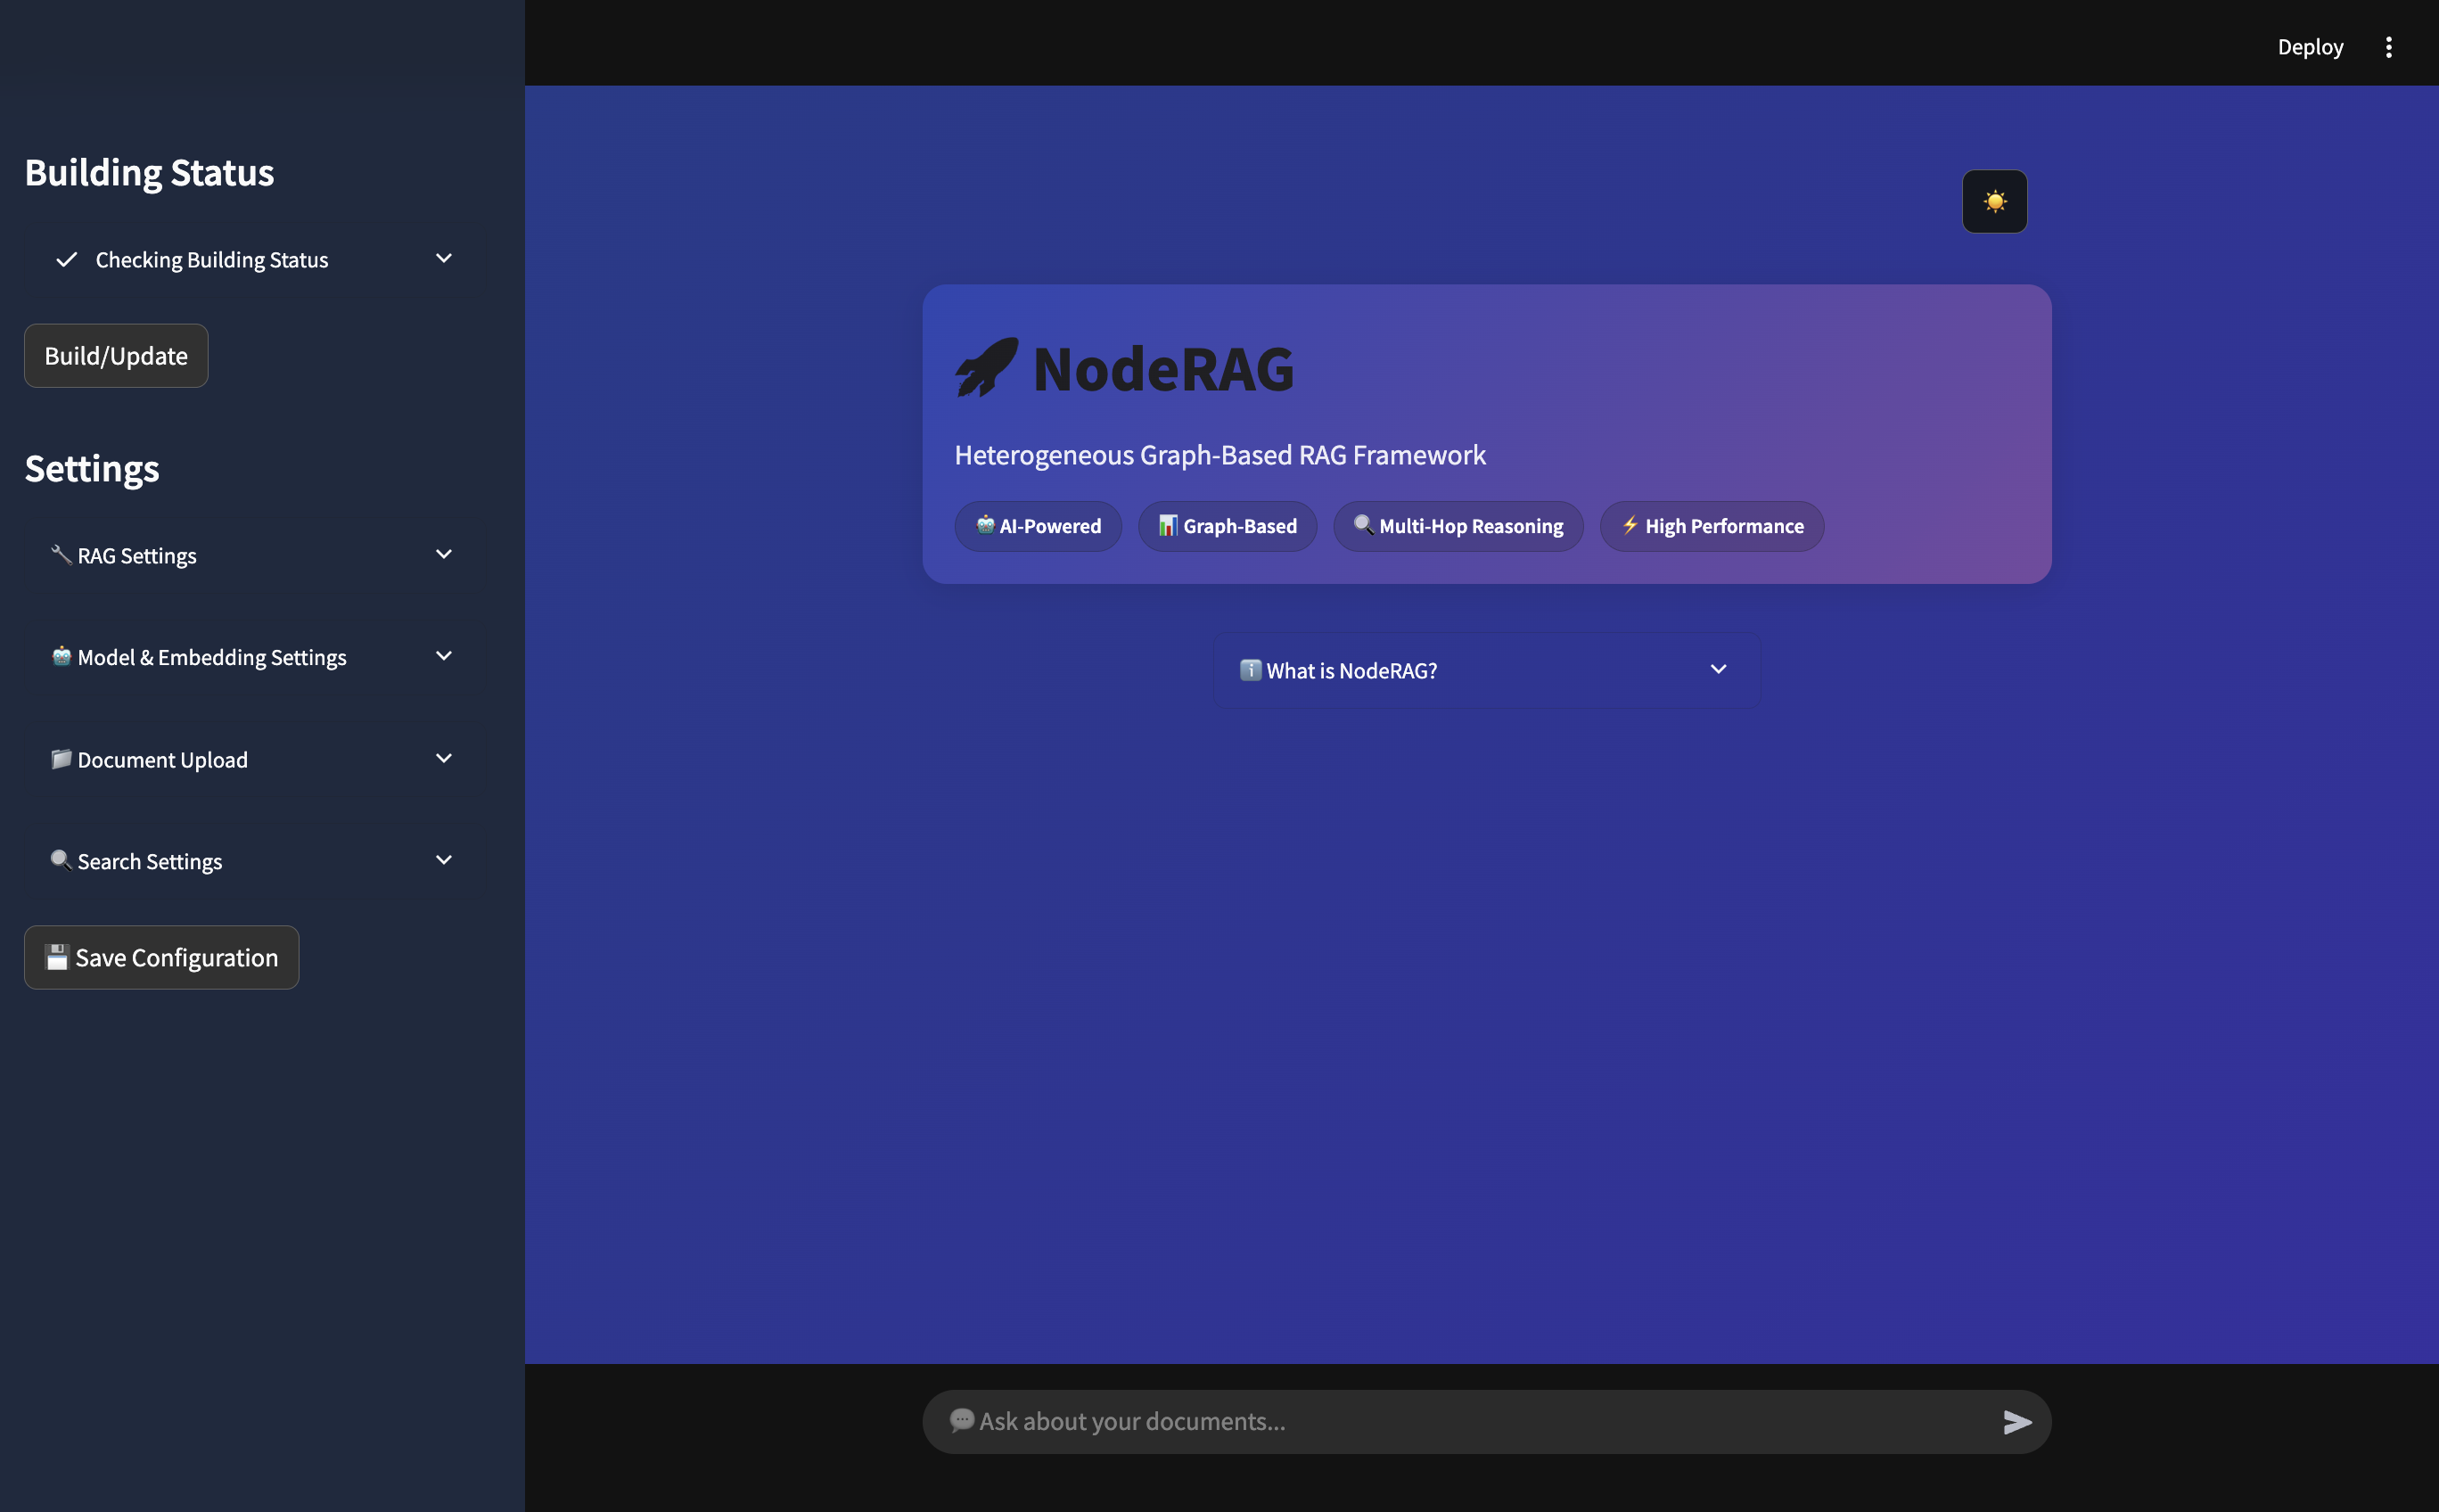 Deploy
Building Status
Checking Building Status
Build/Update
Settings
🔧 RAG Settings
🤖 Model & Embedding Settings
📁 Document Upload
🔍 Search Settings
💾 Save Configuration
🚀 NodeRAG
Heterogeneous Graph-Based RAG Framework
🤖 AI-Powered 📊 Graph-Based 🔍 Multi-Hop Reasoning ⚡ High Performance
ℹ️ What is NodeRAG?
💬 Ask about your documents...